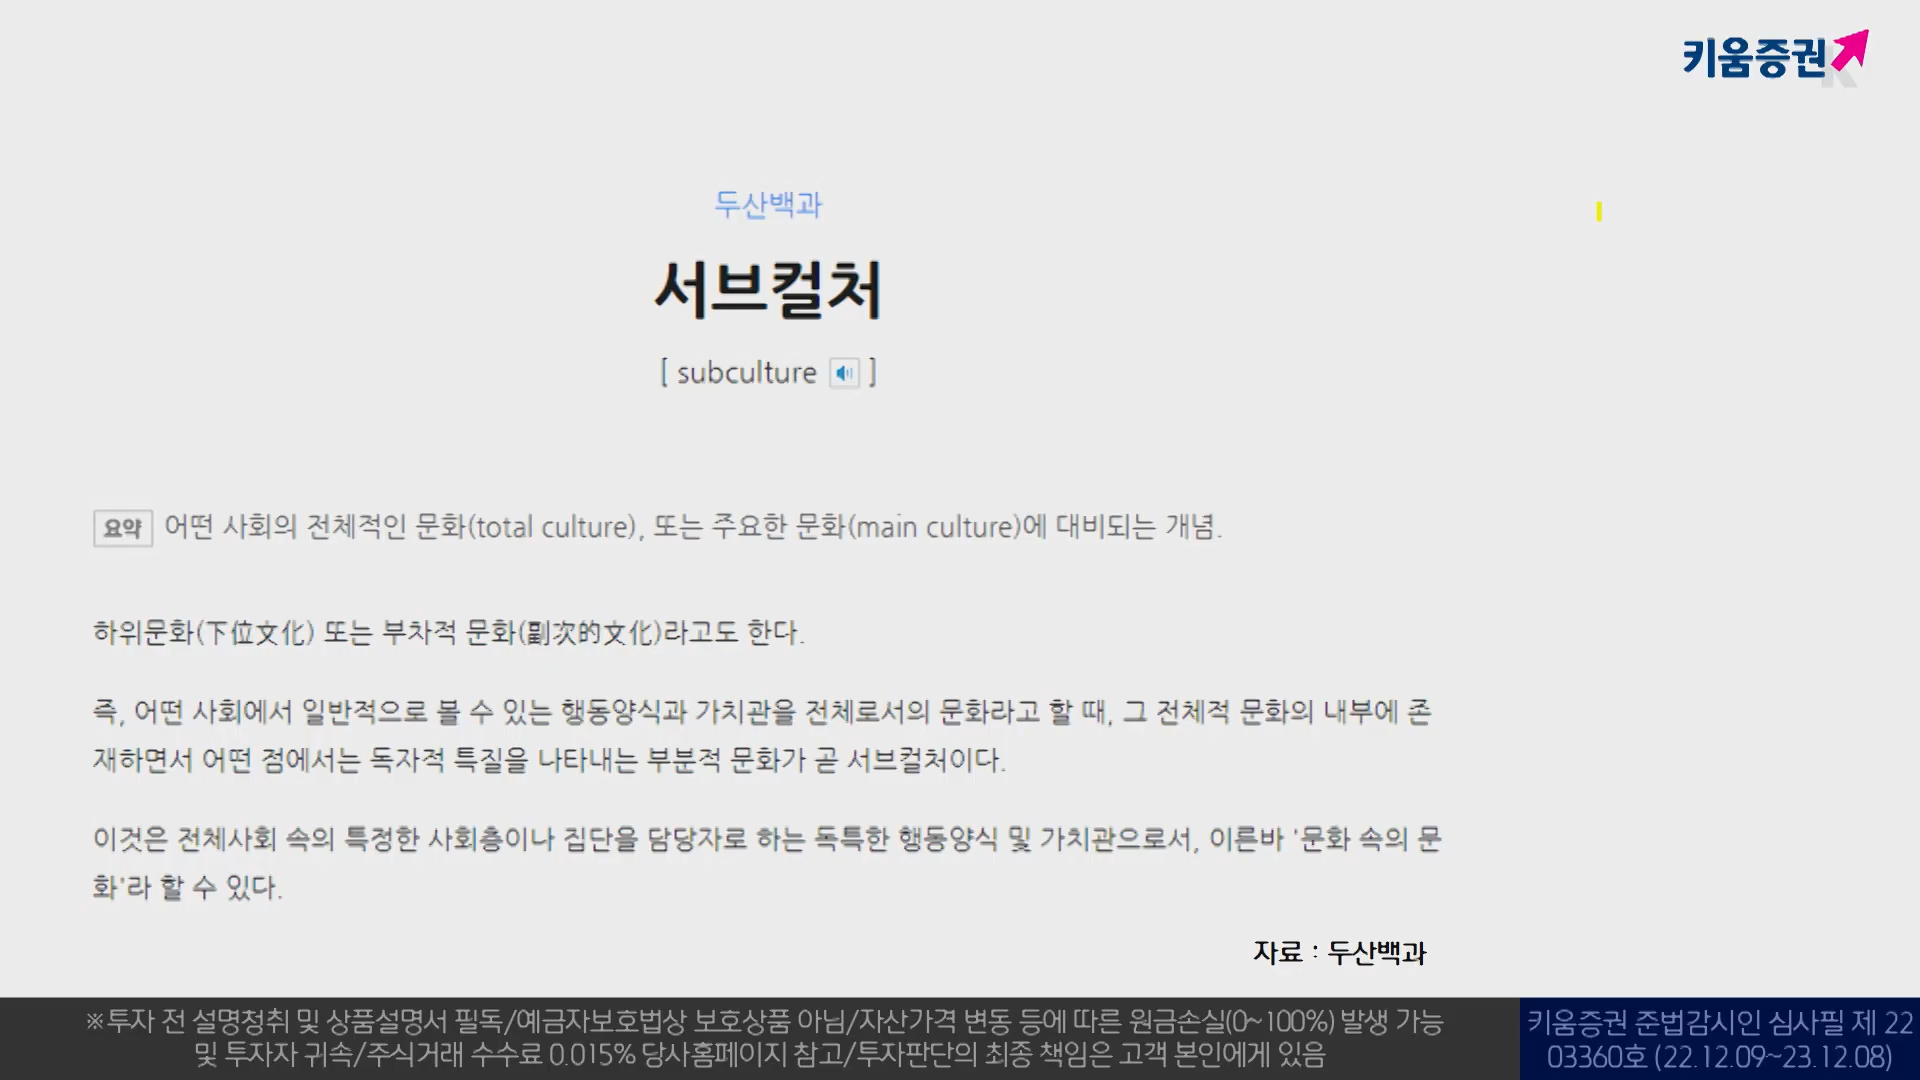 키움증권
두산백과
서브컬처
[ subculture ]
요약 어떤 사회의 전체적인 문화(total culture), 또는 주요한 문화(main culture)에 대비되는 개념.
하위문화(下位文化) 또는 부차적 문화(副次的文化)라고도 한다.
즉, 어떤 사회에서 일반적으로 볼 수 있는 행동양식과 가치관을 전체로서의 문화라고 할 때, 그 전체적 문화의 내부에 존
재하면서 어떤 점에서는 독자적 특질을 나타내는 부분적 문화가 곧 서브컬처이다.
이것은 전체사회 속의 특정한 사회층이나 집단을 담당자로 하는 독특한 행동양식 및 가치관으로서, 이른바 '문화 속의 문
화'라 할 수 있다.
자료 : 두산백과
※투자 전 설명청취 및 상품설명서 필독/예금자보호법상 보호상품 아님/자산가격 변동 등에 따른 원금손실(0~100%) 발생 가능
및 투자자 귀속/주식거래 수수료 0.015% 당사홈페이지 참고/투자판단의 최종 책임은 고객 본인에게 있음
키움증권 준법감시인 심사필 제 22
03360호 (22.12.09~23.12.08)